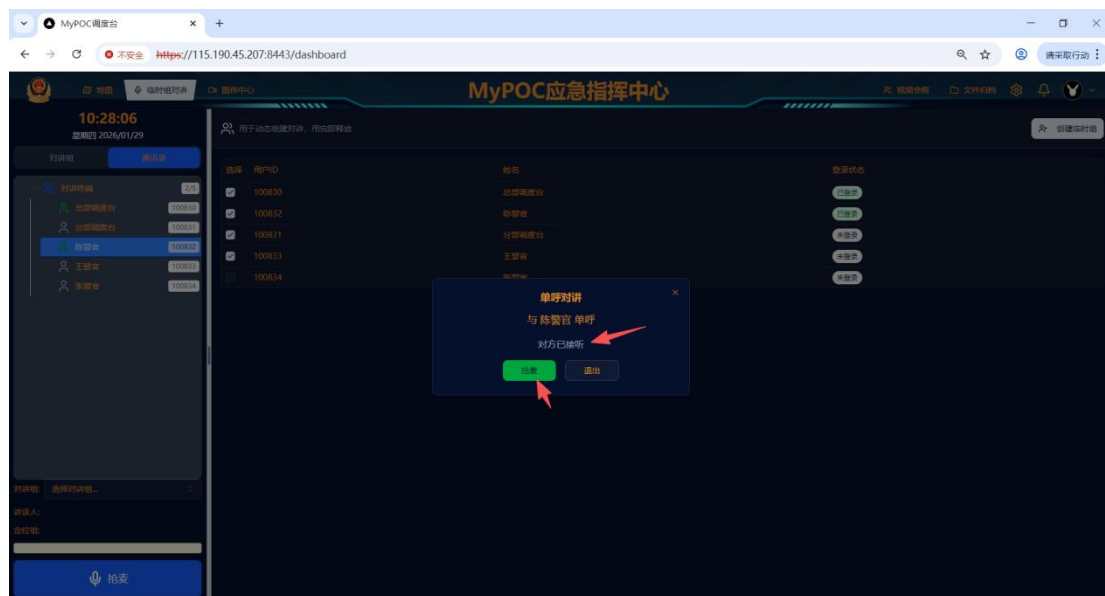 MyPOC调度台
不安全 https://115.190.45.207:8443/dashboard
请采取行动
地图 临时组对讲 图传中心
MyPOC应急指挥中心
视频会商 文件归档
10:28:06
星期四 2026/01/29
用于动态组建对讲，用完即释放
创建临时组
对讲组 通讯录
选择 用户ID 姓名 登录状态
对讲终端 2/5
总部调度台 100830
分部调度台 100831
陈警官 100832
王警官 100833
张警官 100834
100830 总部调度台 已登录
100832 陈警官 已登录
100831 分部调度台 未登录
100833 王警官 未登录
100834 张警官 未登录
单呼对讲
与 陈警官 单呼
对方已接听
抢麦 退出
对讲组: 选择对讲组...
讲话人:
定位组:
抢麦